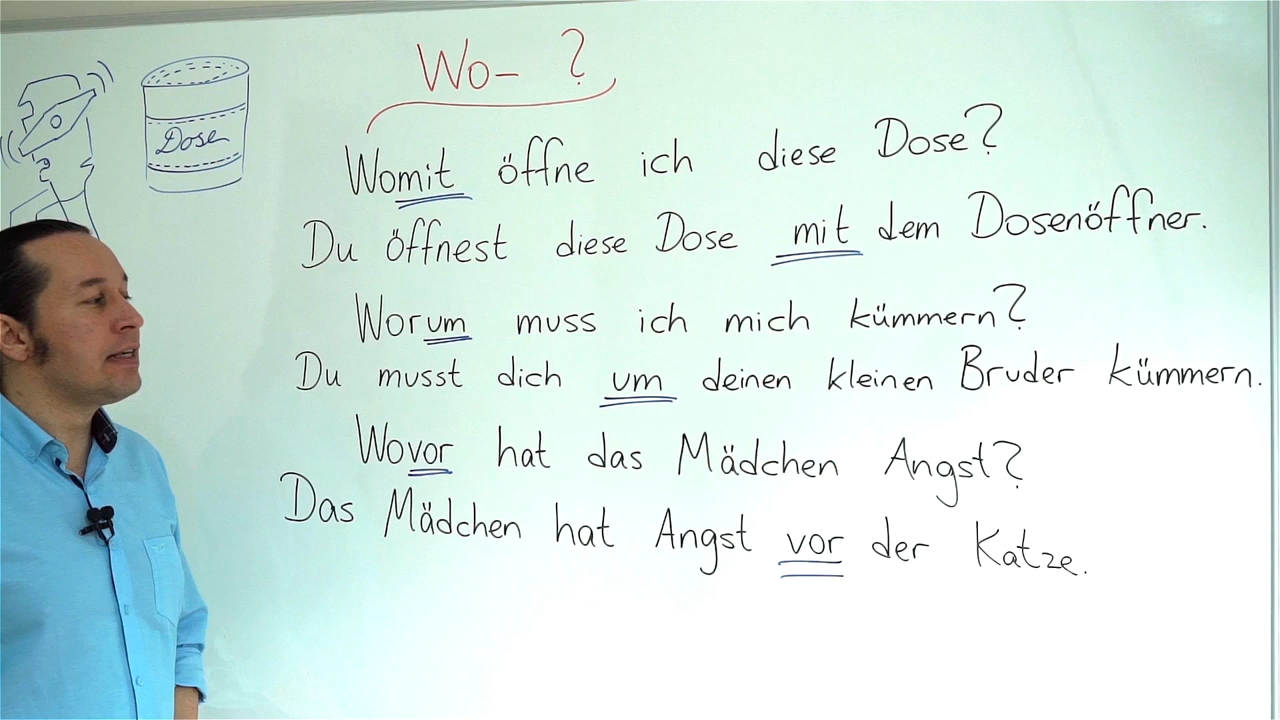 Wo- ?
Dose
Womit öffne ich diese Dose?
Du öffnest diese Dose mit dem Dosenöffner.
Worum muss ich mich kümmern?
Du musst dich um deinen kleinen Bruder kümmern.
Wovor hat das Mädchen Angst?
Das Mädchen hat Angst vor der Katze.